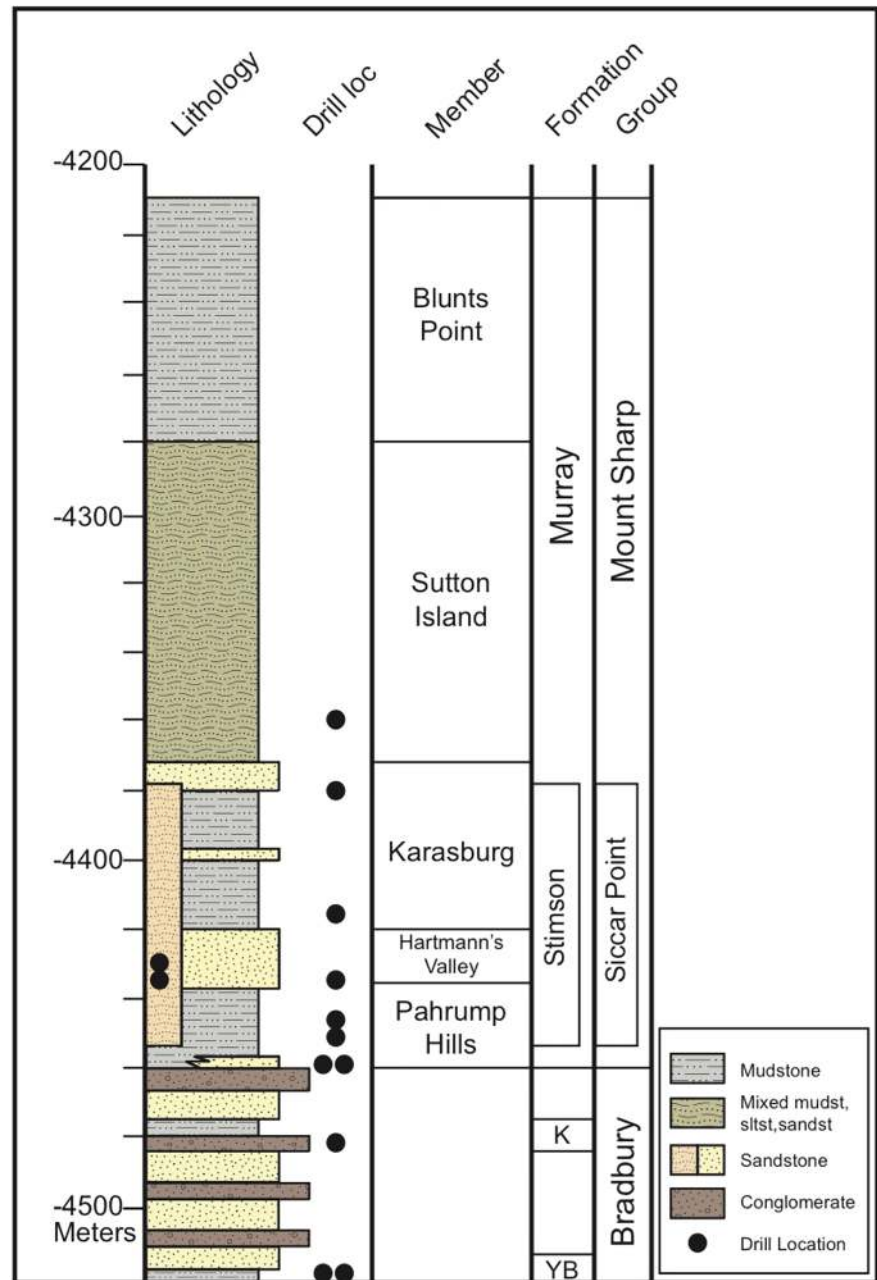 Lithology
Drill loc
Member
Formation
Group
-4200
-4300
-4400
-4500
Meters
Blunts
Point
Sutton
Island
Karasburg
Hartmann's
Valley
Pahrump
Hills
Murray
Stimson
K
YB
Mount Sharp
Siccar Point
Bradbury
Mudstone
Mixed mudst,
sltst,sandst
Sandstone
Conglomerate
Drill Location